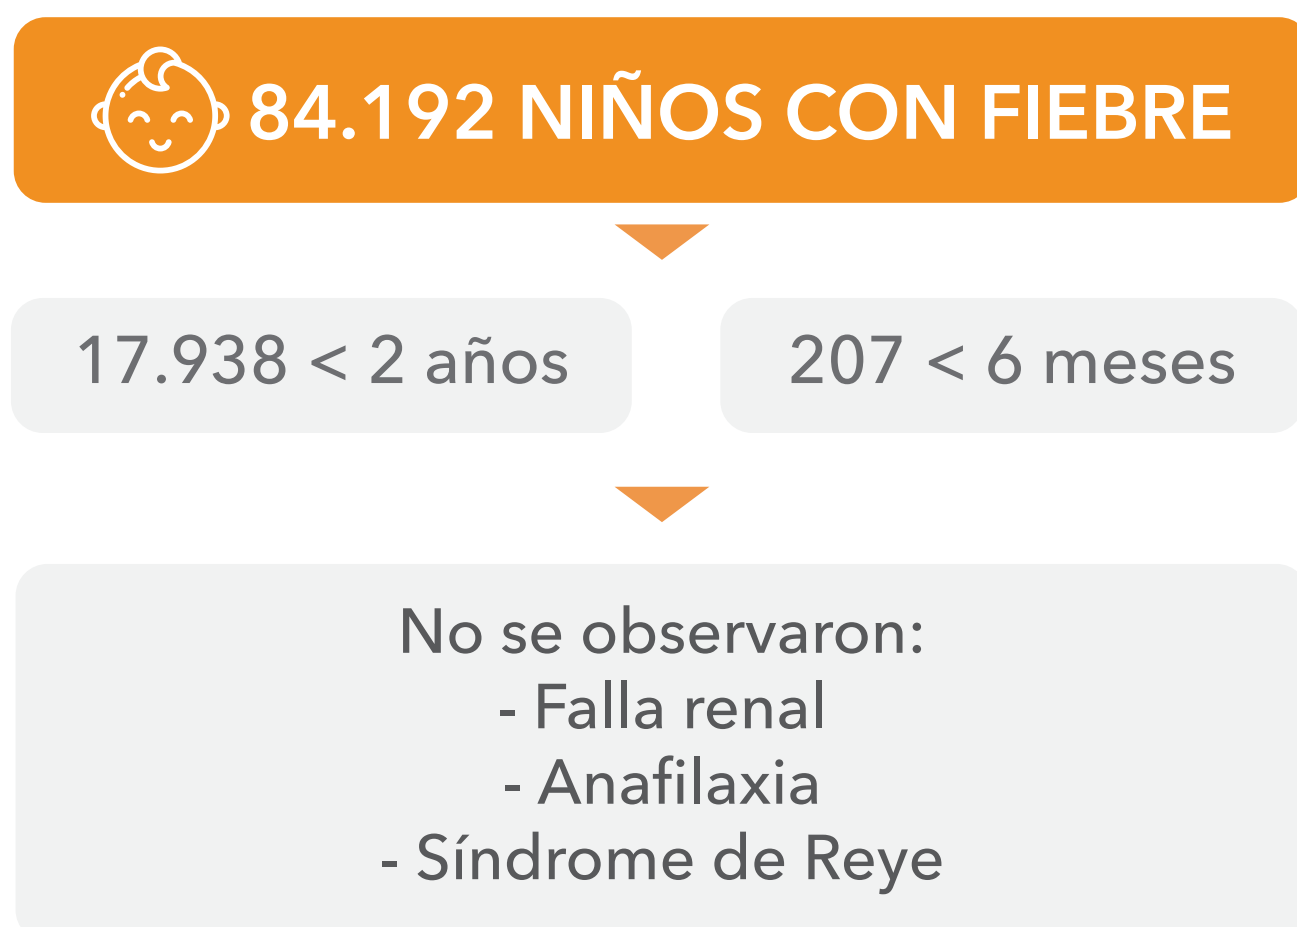 84.192 NIÑOS CON FIEBRE
17.938 < 2 años
207 < 6 meses
No se observaron:
- Falla renal
- Anafilaxia
- Síndrome de Reye